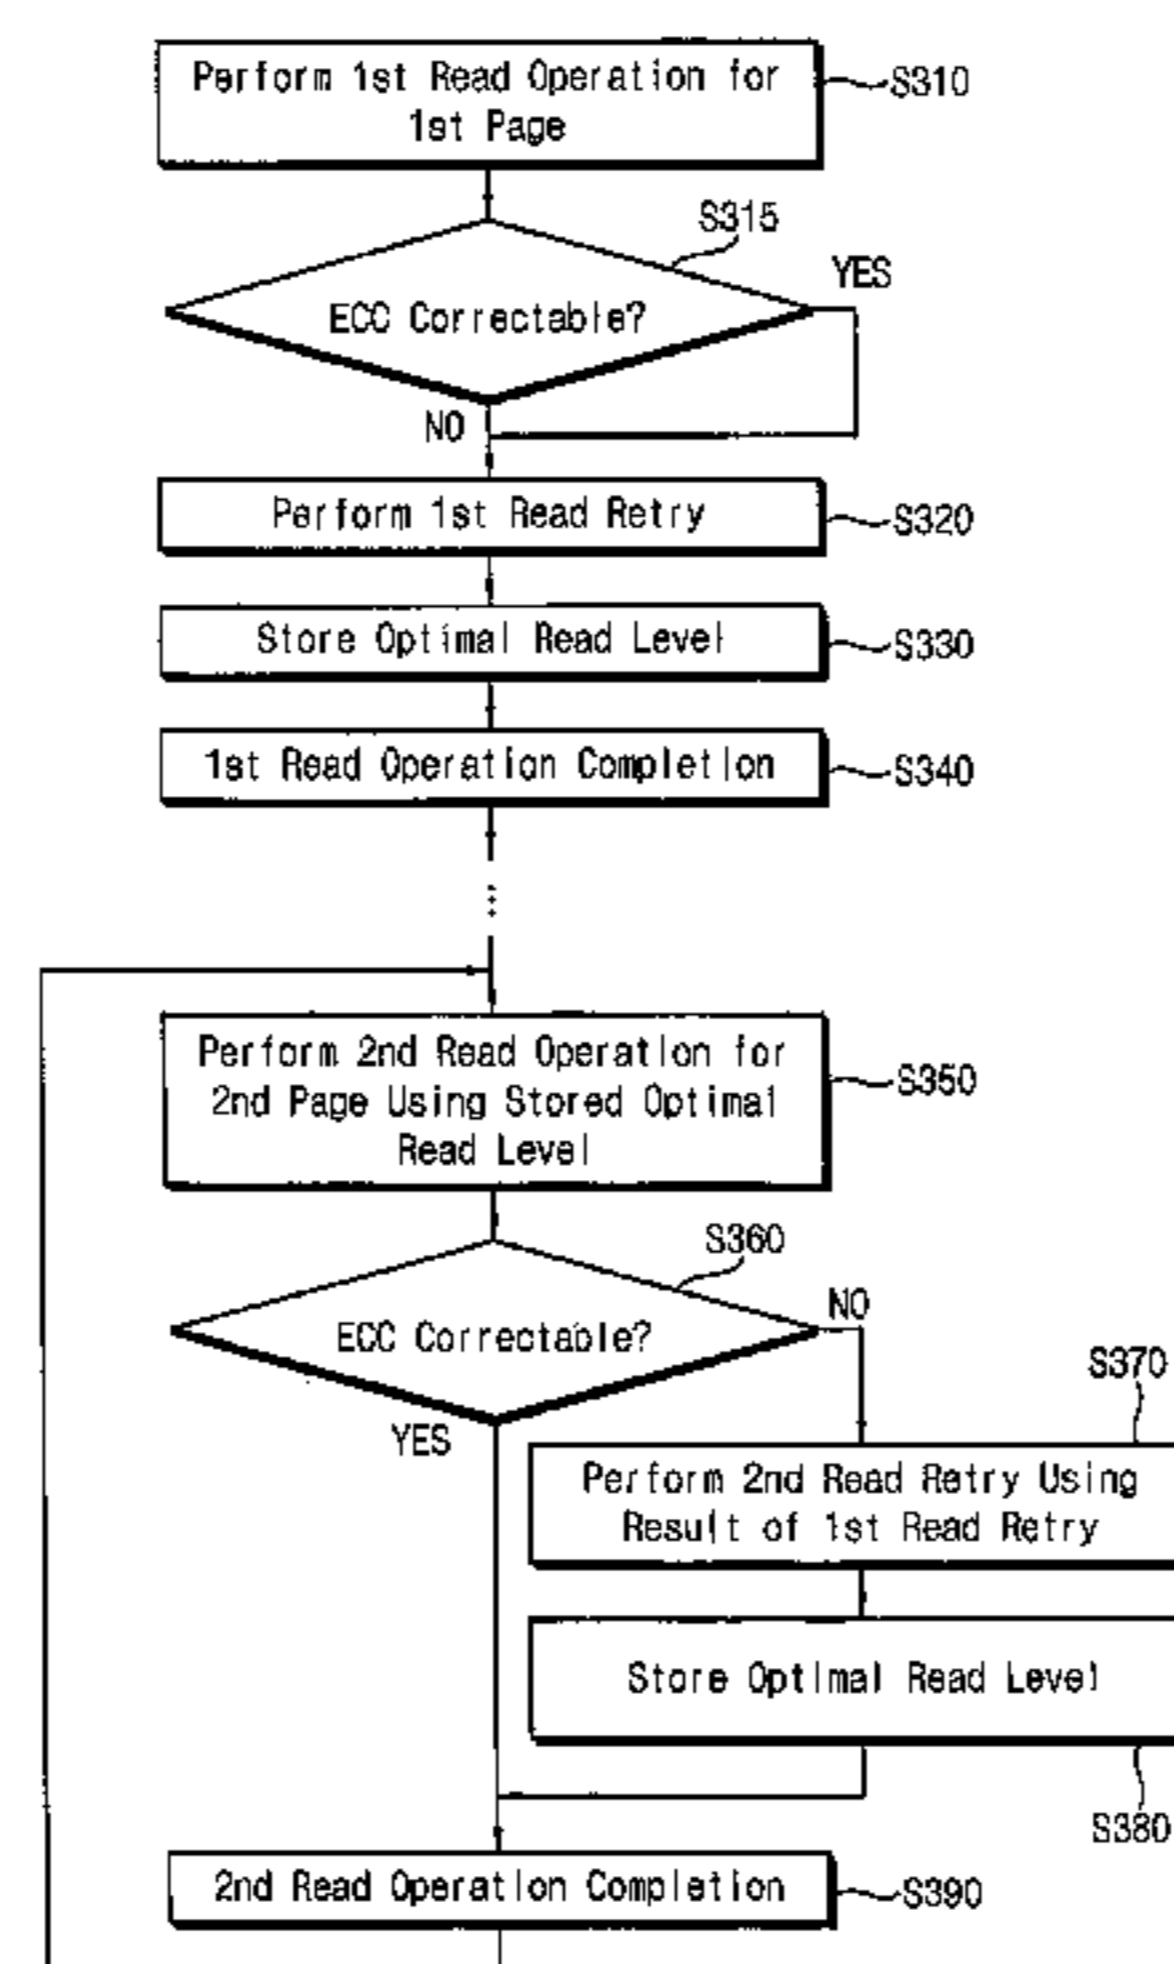 Perform 1st Read Operation for
1st Page
S310
S315
ECC Correctable?
YES
NO
Perform 1st Read Retry
S320
Store Optimal Read Level
S330
1st Read Operation Completion
S340
Perform 2nd Read Operation for
2nd Page Using Stored Optimal
Read Level
S350
S360
ECC Correctable?
NO
YES
S370
Perform 2nd Read Retry Using
Result of 1st Read Retry
Store Optimal Read Level
S380
2nd Read Operation Completion
S390